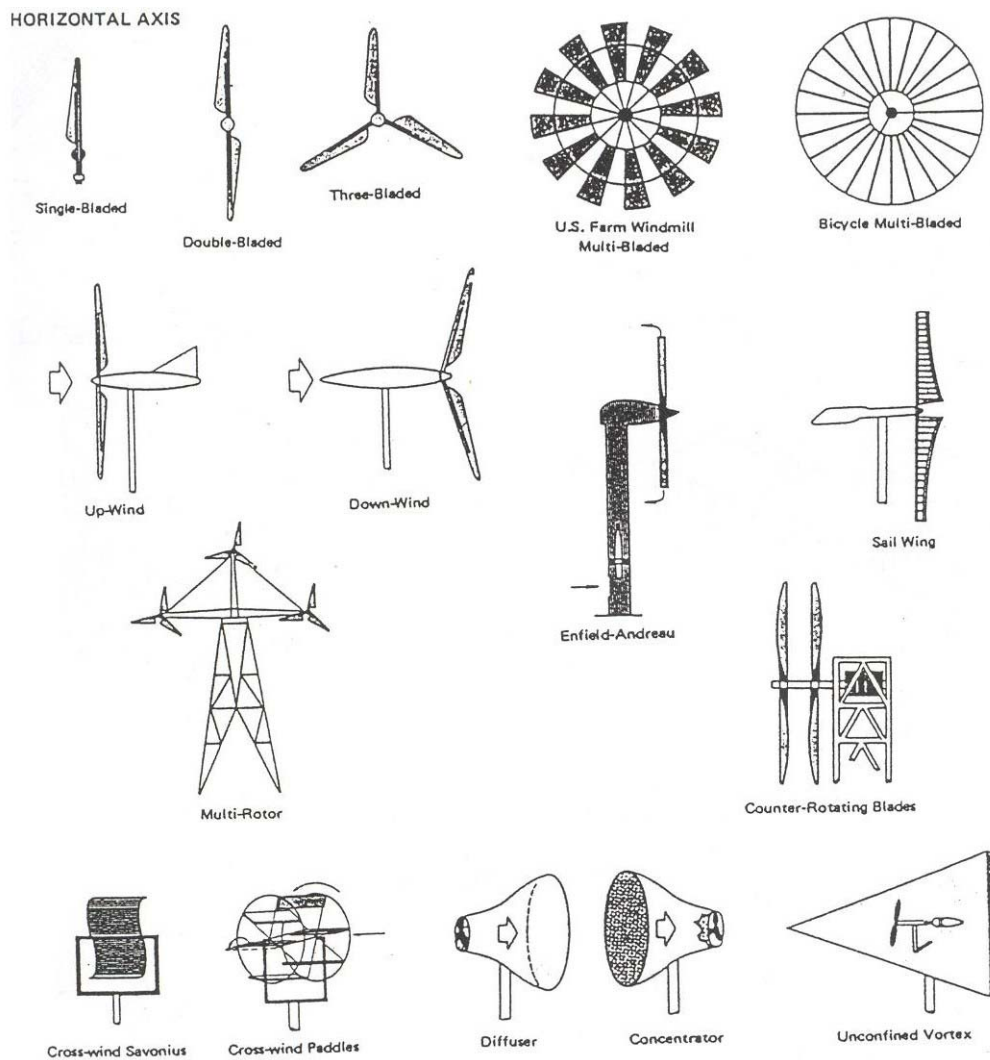 HORIZONTAL AXIS
Single-Bladed
Double-Bladed
Three-Bladed
U.S. Farm Windmill
Multi-Bladed
Bicycle Multi-Bladed
Up-Wind
Down-Wind
Enfield-Andreau
Sail Wing
Multi-Rotor
Counter-Rotating Blades
Cross-wind Savonius
Cross-wind Paddles
Diffuser
Concentrator
Unconfined Vortex